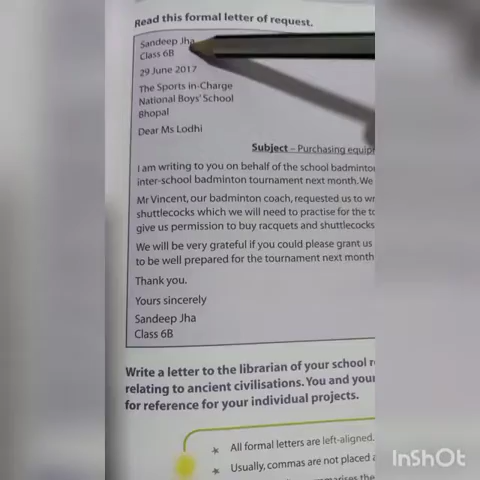 Read this formal letter of request.
Sandeep Jha
Class 6B
29 June 2017
The Sports in-Charge
National Boys' School
Bhopal
Dear Ms Lodhi
Subject – Purchasing
I am writing to you on behalf of the school
inter-school badminton tournament next month. We
Mr Vincent, our badminton coach, requested us to
shuttlecocks which we will need to practise for the
give us permission to buy racquets and shuttlecocks
We will be very grateful if you could please grant us
to be well prepared for the tournament next month
Thank you.
Yours sincerely
Sandeep Jha
Class 6B
Write a letter to the librarian of your school
relating to ancient civilisations. You and your
for reference for your individual projects.
★ All formal letters are left-aligned.
★ Usually, commas are not placed
the
InShOt